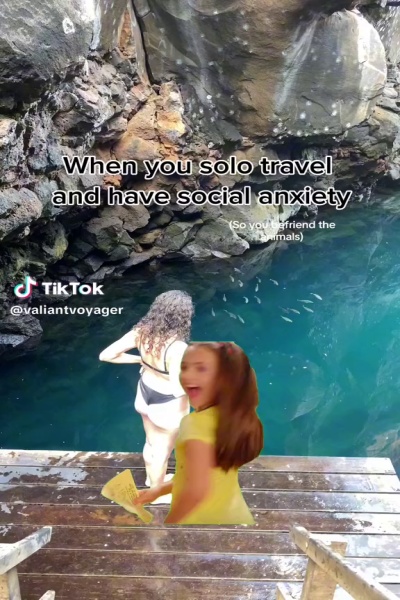 When you solo travel
and have social anxiety
(So you befriend the
animals)
TikTok
@valiantvoyager